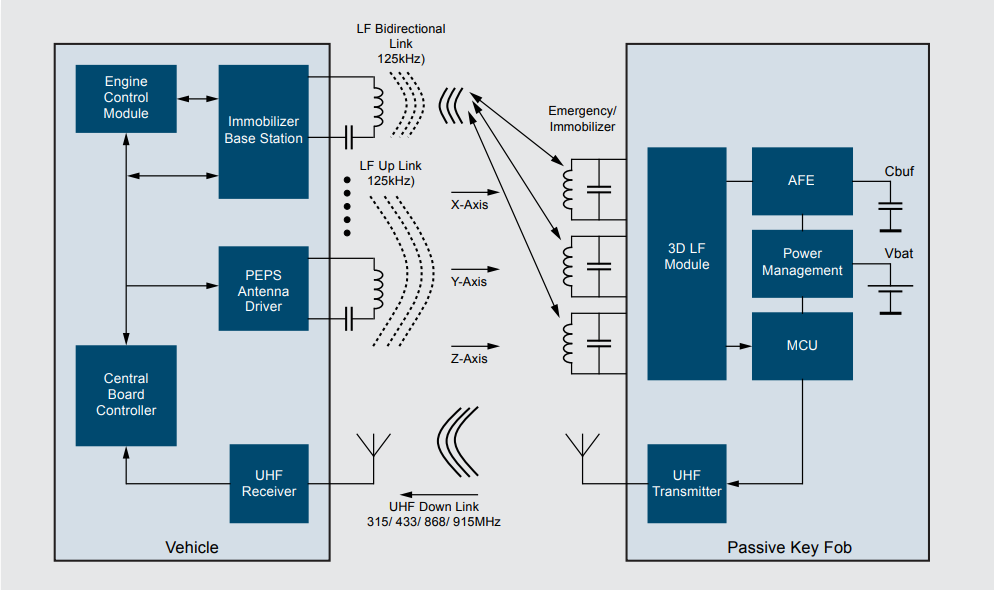 LF Bidirectional
Link
125kHz)
Engine
Control
Module
Immobilizer
Base Station
Emergency/
Immobilizer
LF Up Link
125kHz)
X-Axis
Y-Axis
Z-Axis
PEPS
Antenna
Driver
Central
Board
Controller
UHF
Receiver
UHF Down Link
315/ 433/ 868/ 915MHz
Vehicle
3D LF
Module
AFE
Cbuf
Power
Management
Vbat
MCU
UHF
Transmitter
Passive Key Fob